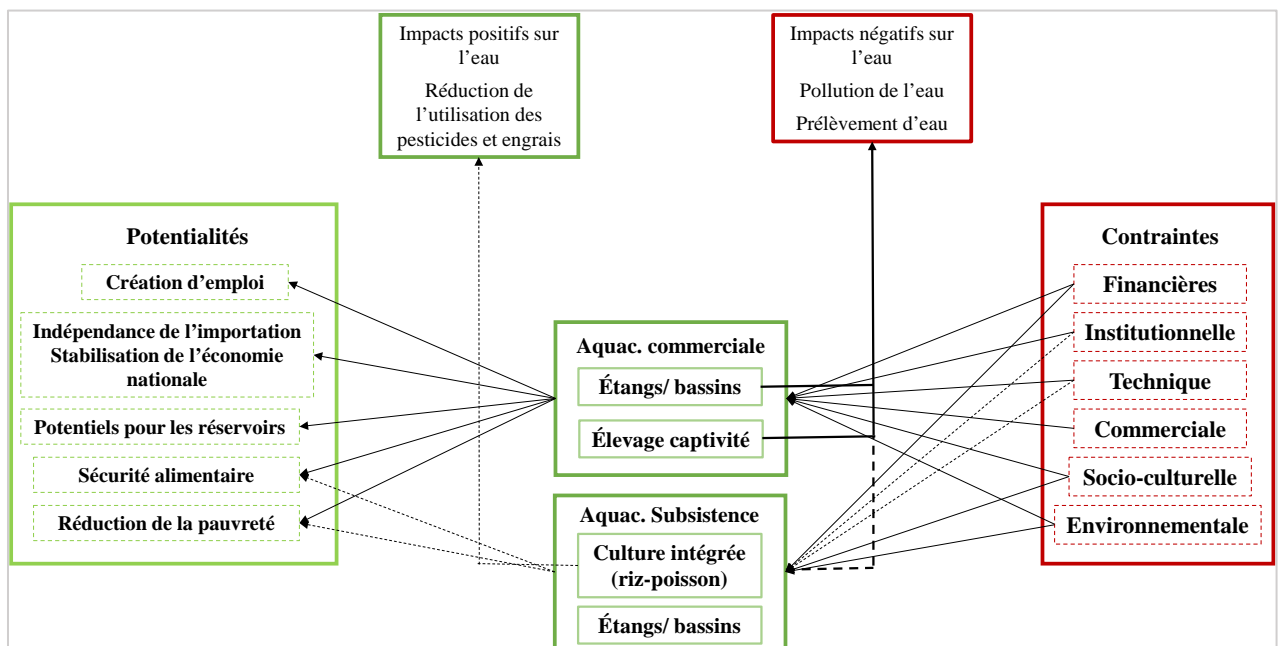 Impacts positifs sur
l'eau
Réduction de
l'utilisation des
pesticides et engrais
Impacts négatifs sur
l'eau
Pollution de l'eau
Prélèvement d'eau
Potentialités
Création d'emploi
Indépendance de l'importation
Stabilisation de l'économie
nationale
Potentiels pour les réservoirs
Sécurité alimentaire
Réduction de la pauvreté
Aquac. commerciale
Étangs/ bassins
Élevage captivité
Aquac. Subsistence
Culture intégrée
(riz-poisson)
Étangs/ bassins
Contraintes
Financières
Institutionnelle
Technique
Commerciale
Socio-culturelle
Environnementale